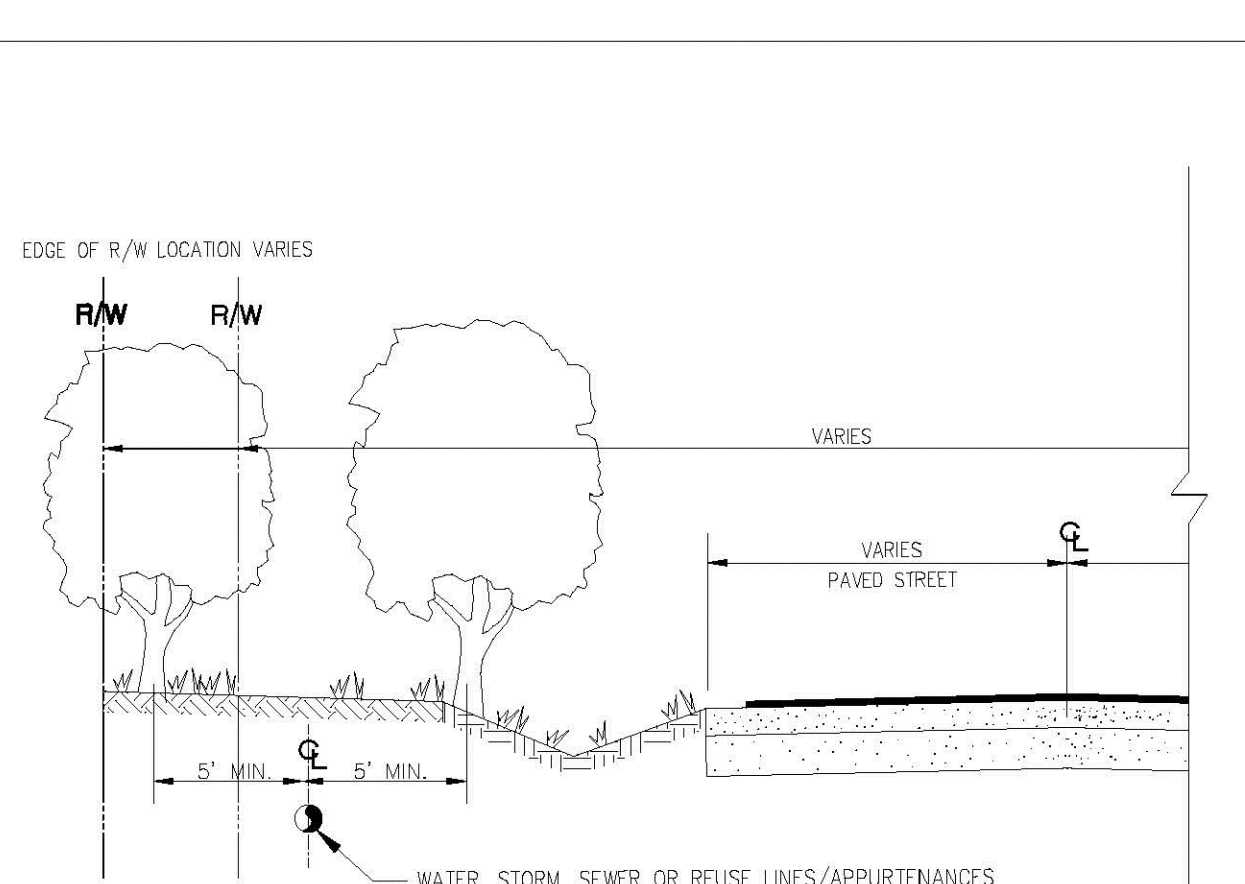 EDGE OF R/W LOCATION VARIES
R/W R/W
VARIES
℄
VARIES
PAVED STREET
℄
5' MIN. 5' MIN.
WATER, STORM, SEWER OR REUSE LINES/APPURTENANCES